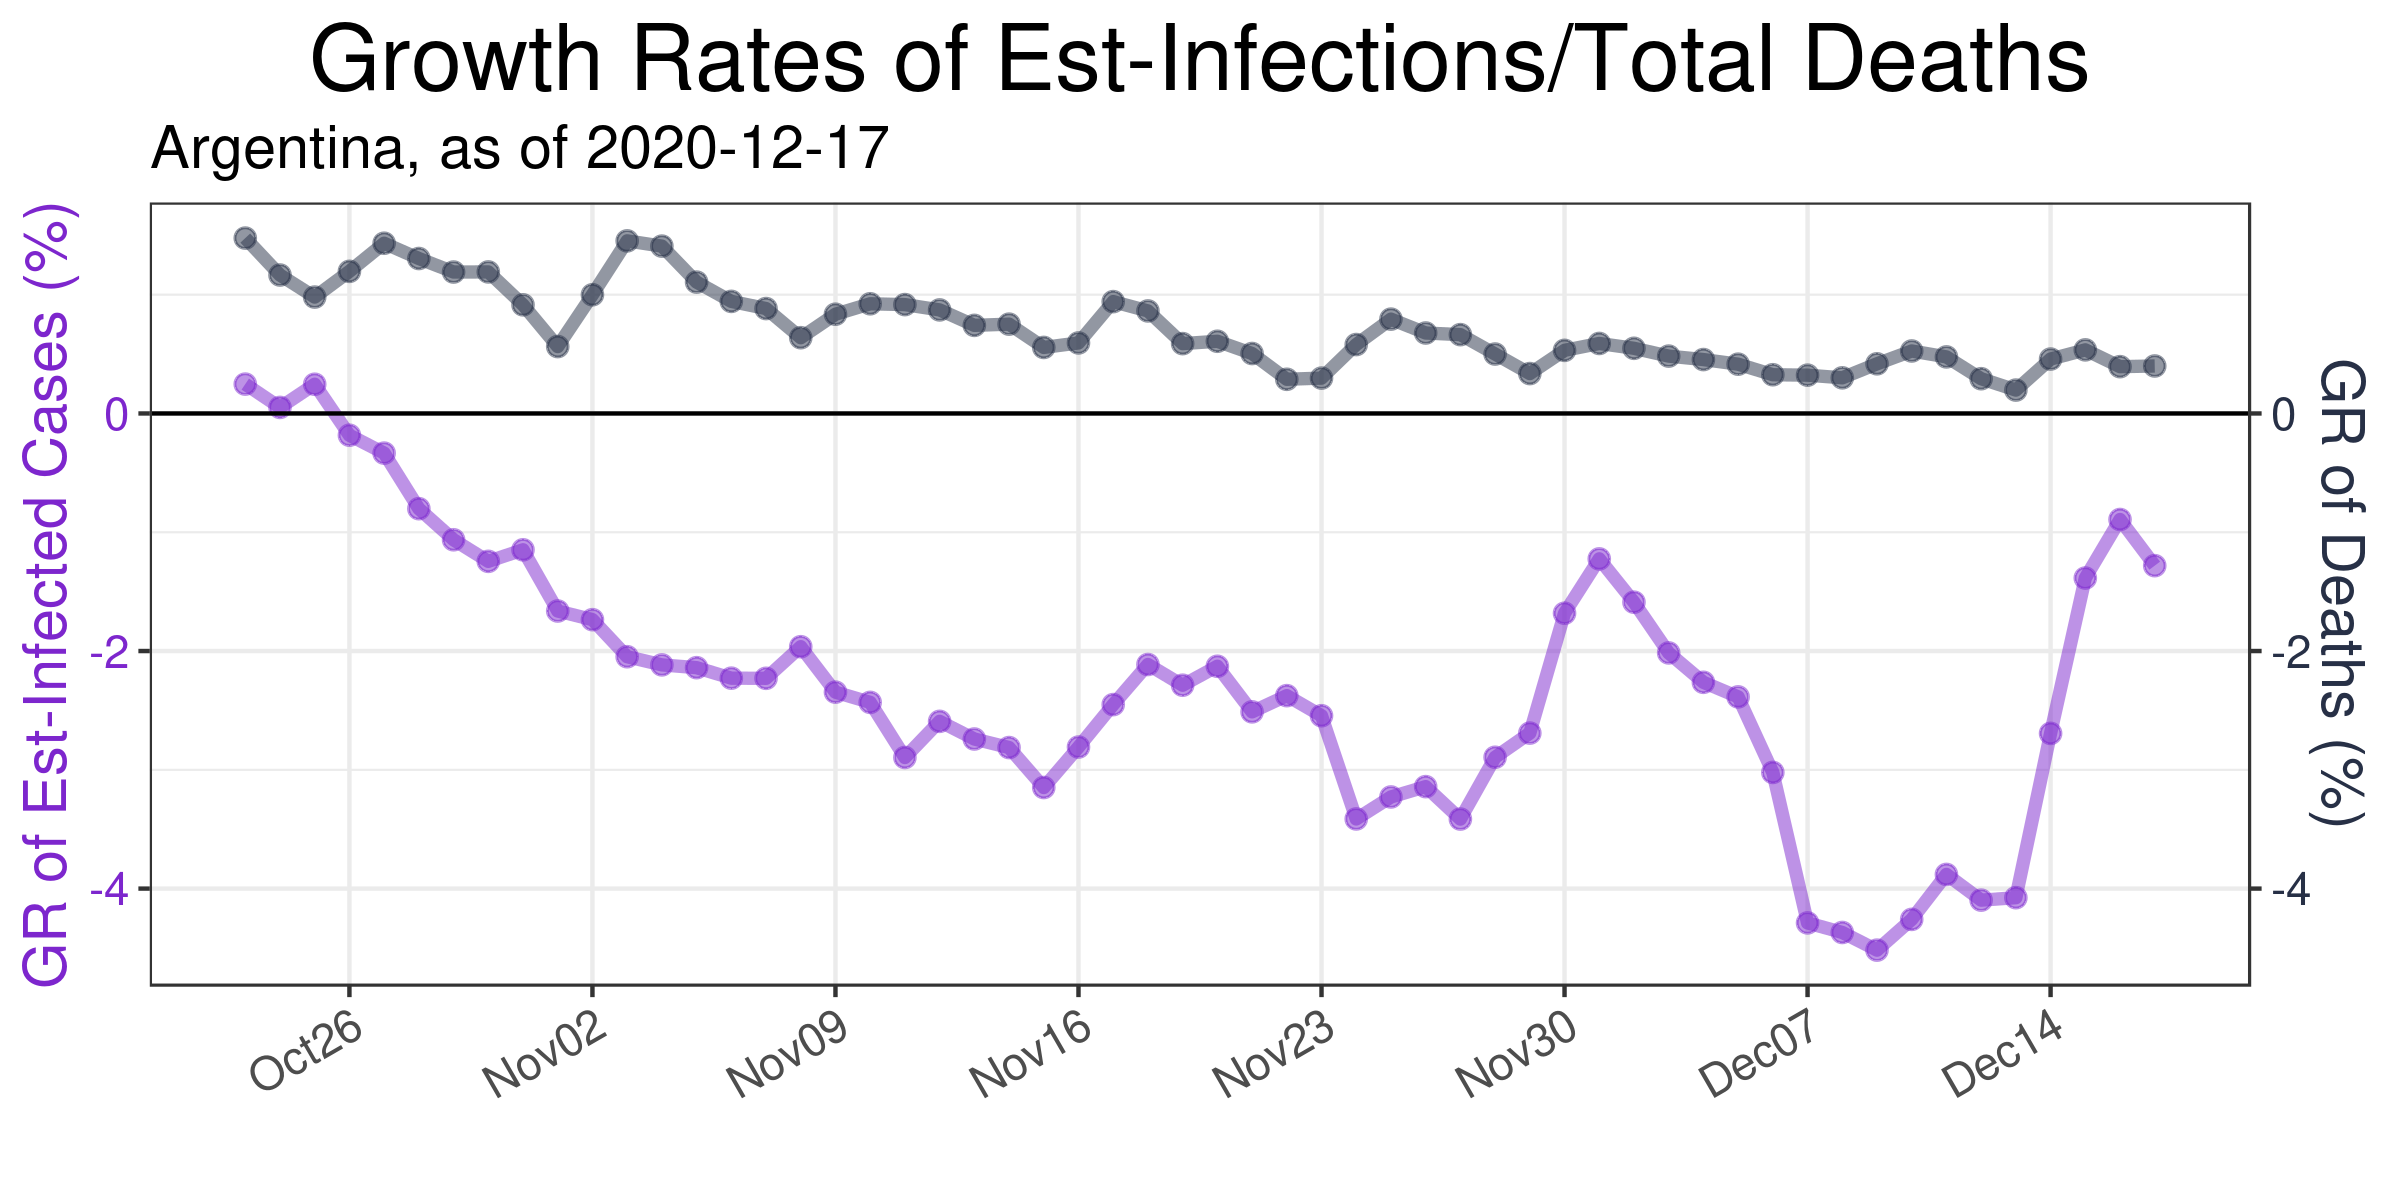 Growth Rates of Est-Infections/Total Deaths
Argentina, as of 2020-12-17
GR of Est-Infected Cases (%)
0
-2
-4
0
-2
-4
GR of Deaths (%)
Oct26
Nov02
Nov09
Nov16
Nov23
Nov30
Dec07
Dec14